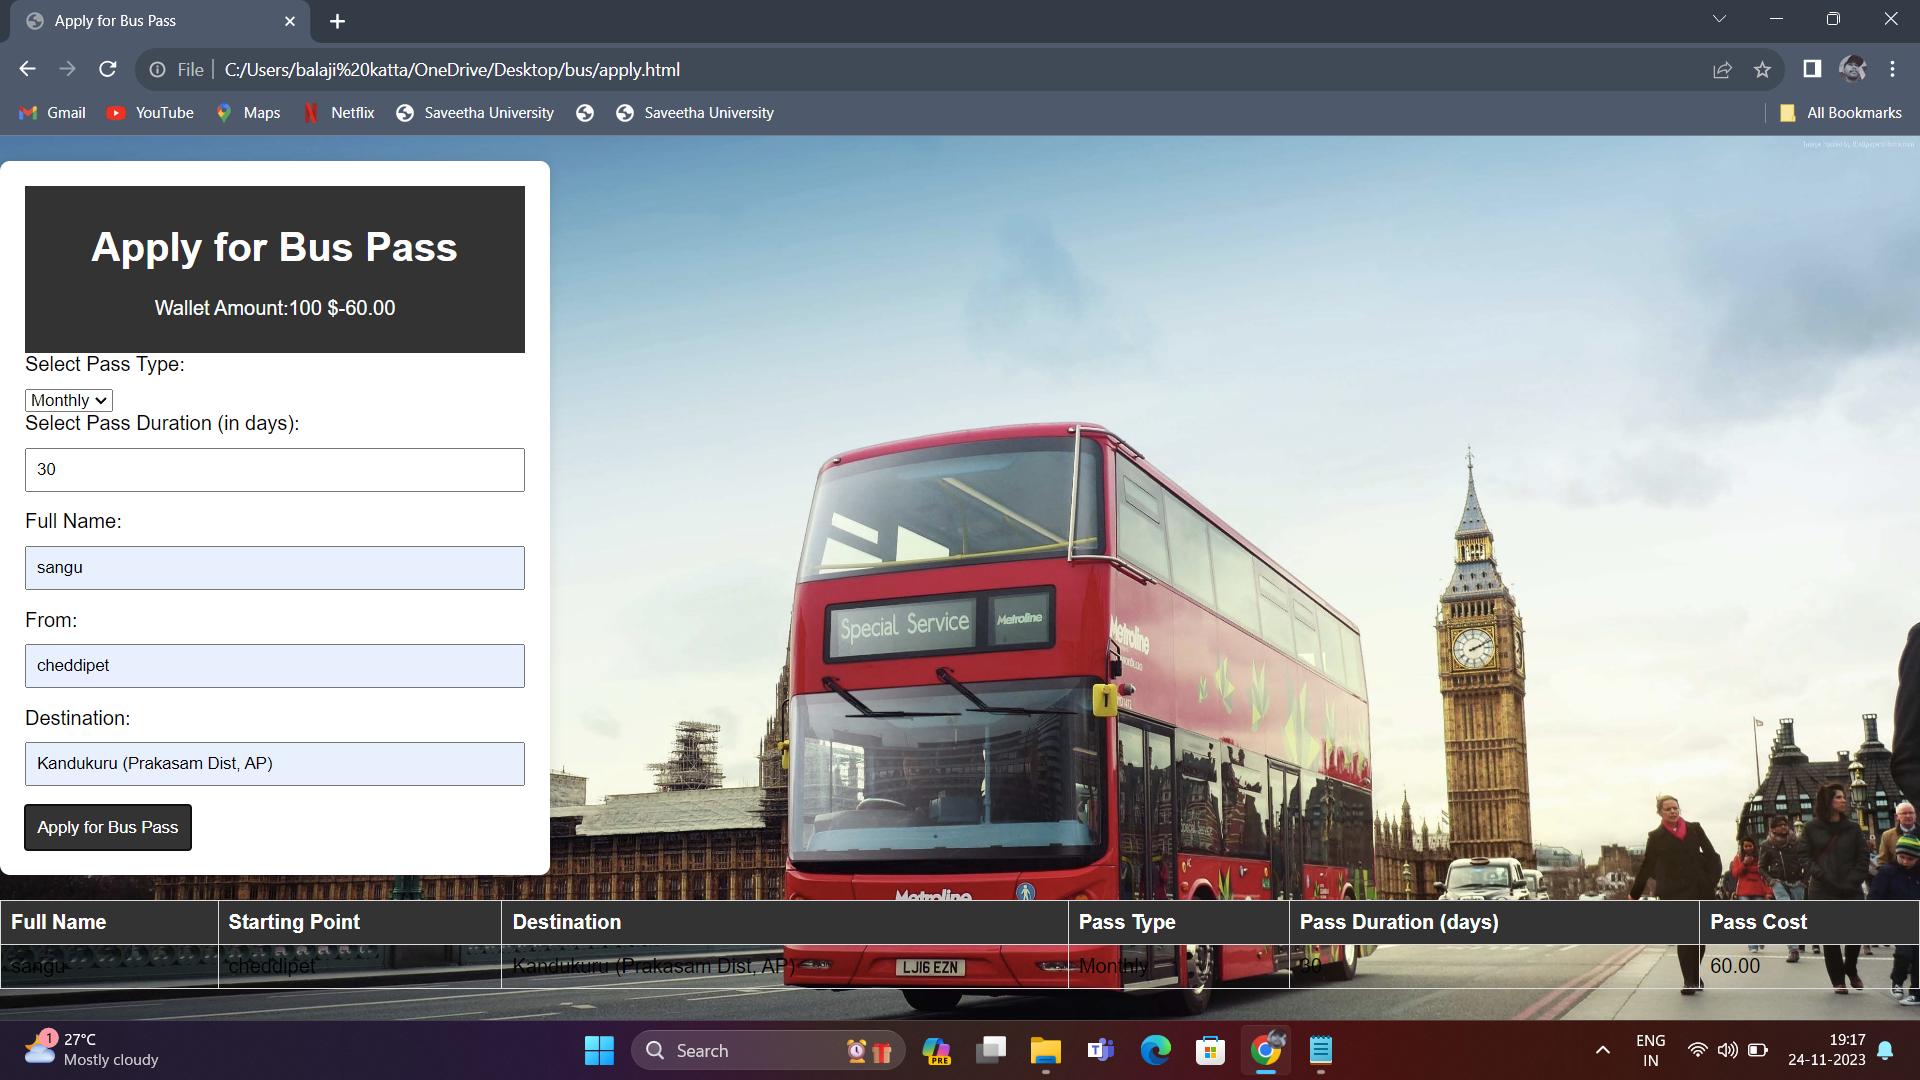 Apply for Bus Pass
File
C:/Users/balaji%20katta/OneDrive/Desktop/bus/apply.html
Gmail
YouTube
Maps
Netflix
Saveetha University
Saveetha University
All Bookmarks
Apply for Bus Pass
Wallet Amount:100 $-60.00
Select Pass Type:
Monthly
Select Pass Duration (in days):
30
Full Name:
sangu
From:
cheddipet
Destination:
Kandukuru (Prakasam Dist, AP)
Apply for Bus Pass
Special Service
Metroline
Metroline
Metroline
Full Name Starting Point Destination Pass Type Pass Duration (days) Pass Cost
sangu cheddipet Kandukuru (Prakasam Dist, AP) Monthly 30 60.00
LJ16 EZN
1
27°C
Mostly cloudy
Search
PRE
ENG
IN
19:17
24-11-2023